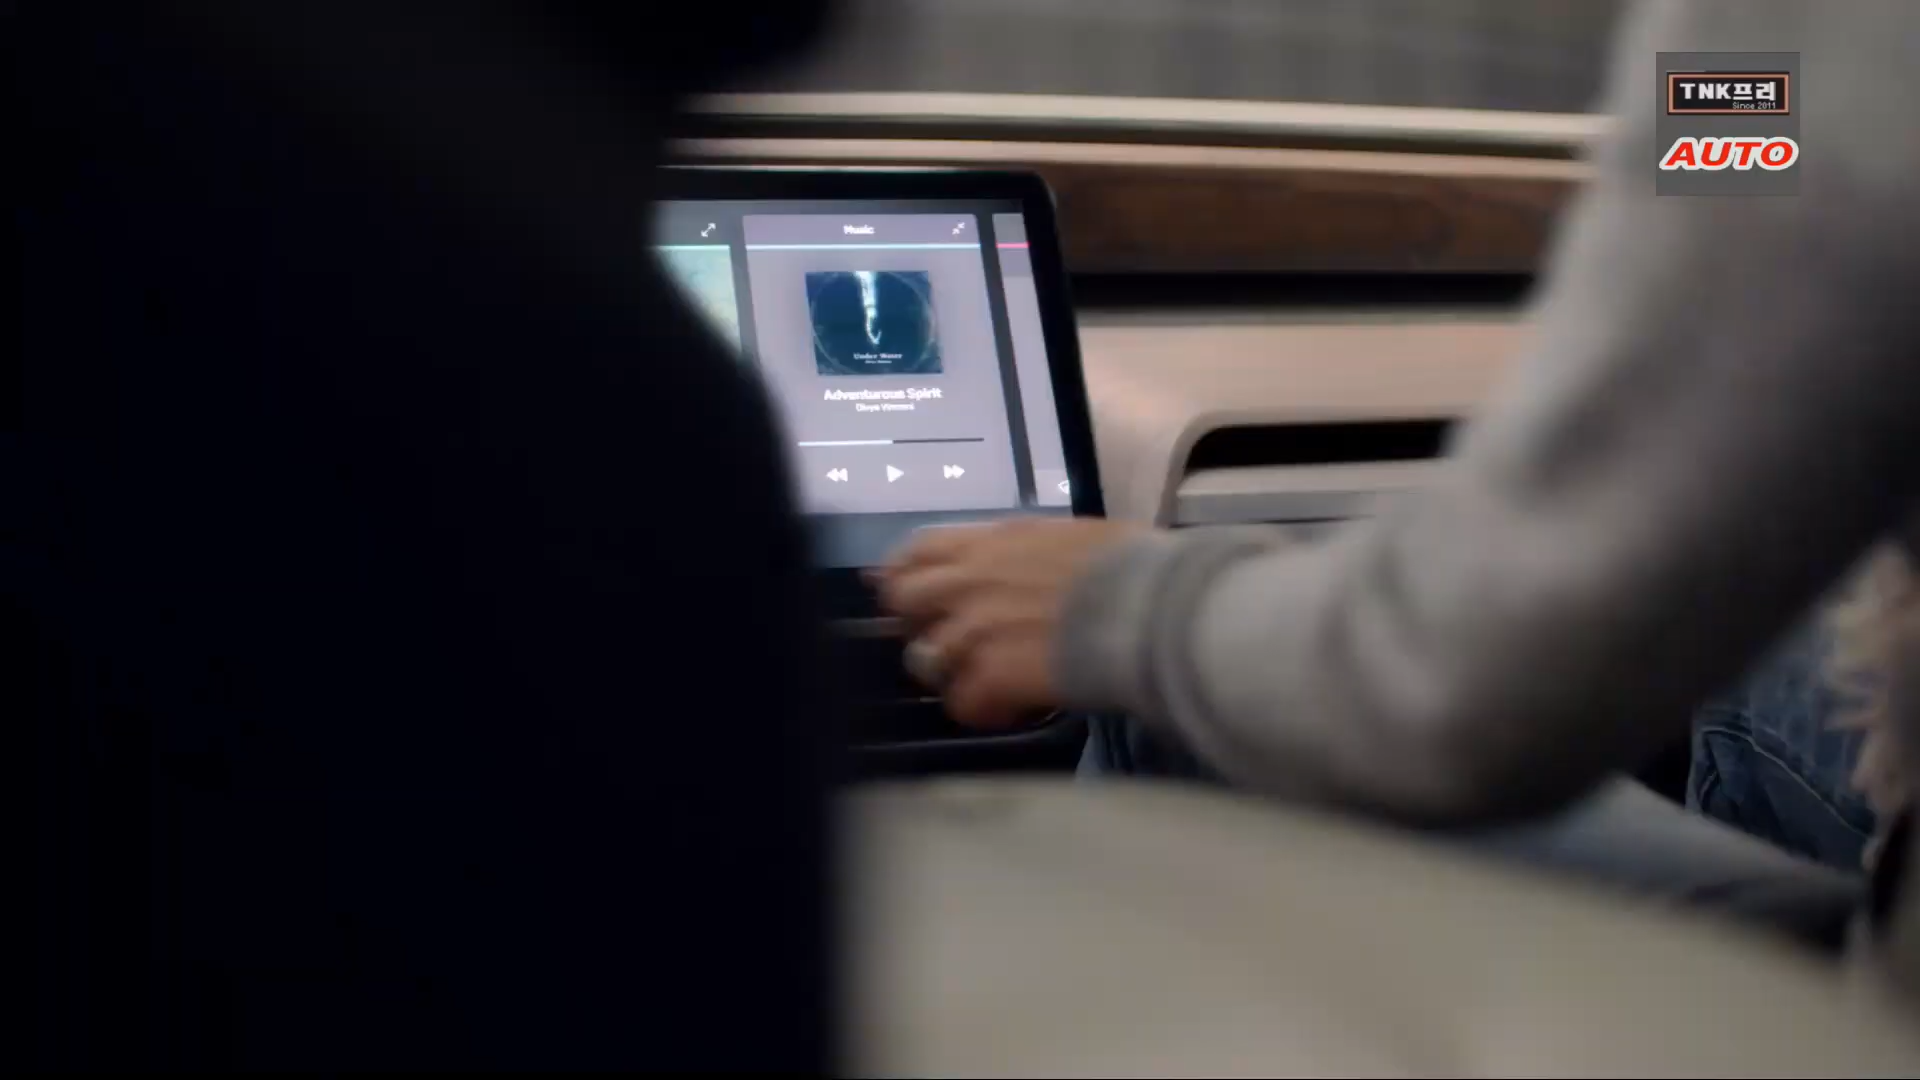 TNK프리
Since 2011
AUTO
Music
Under Water
Adventurous Spirit